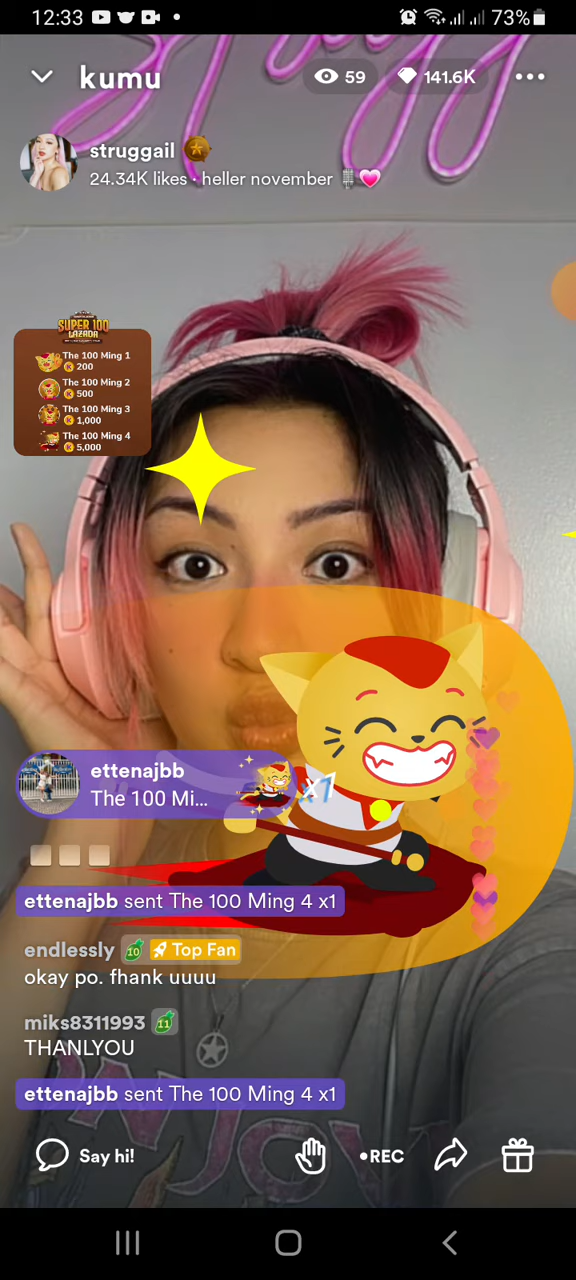 12:33
73%
kumu
59
141.6K
struggail
24.34K likes · heller november
SUPER 100
LAZADA
The 100 Ming 1
200
The 100 Ming 2
500
The 100 Ming 3
1,000
The 100 Ming 4
5,000
ettenajbb
The 100 Mi...
ettenajbb sent The 100 Ming 4 x1
endlessly 10 Top Fan
okay po. fhank uuuu
miks8311993 11
THANLYOU
ettenajbb sent The 100 Ming 4 x1
Say hi!
•REC